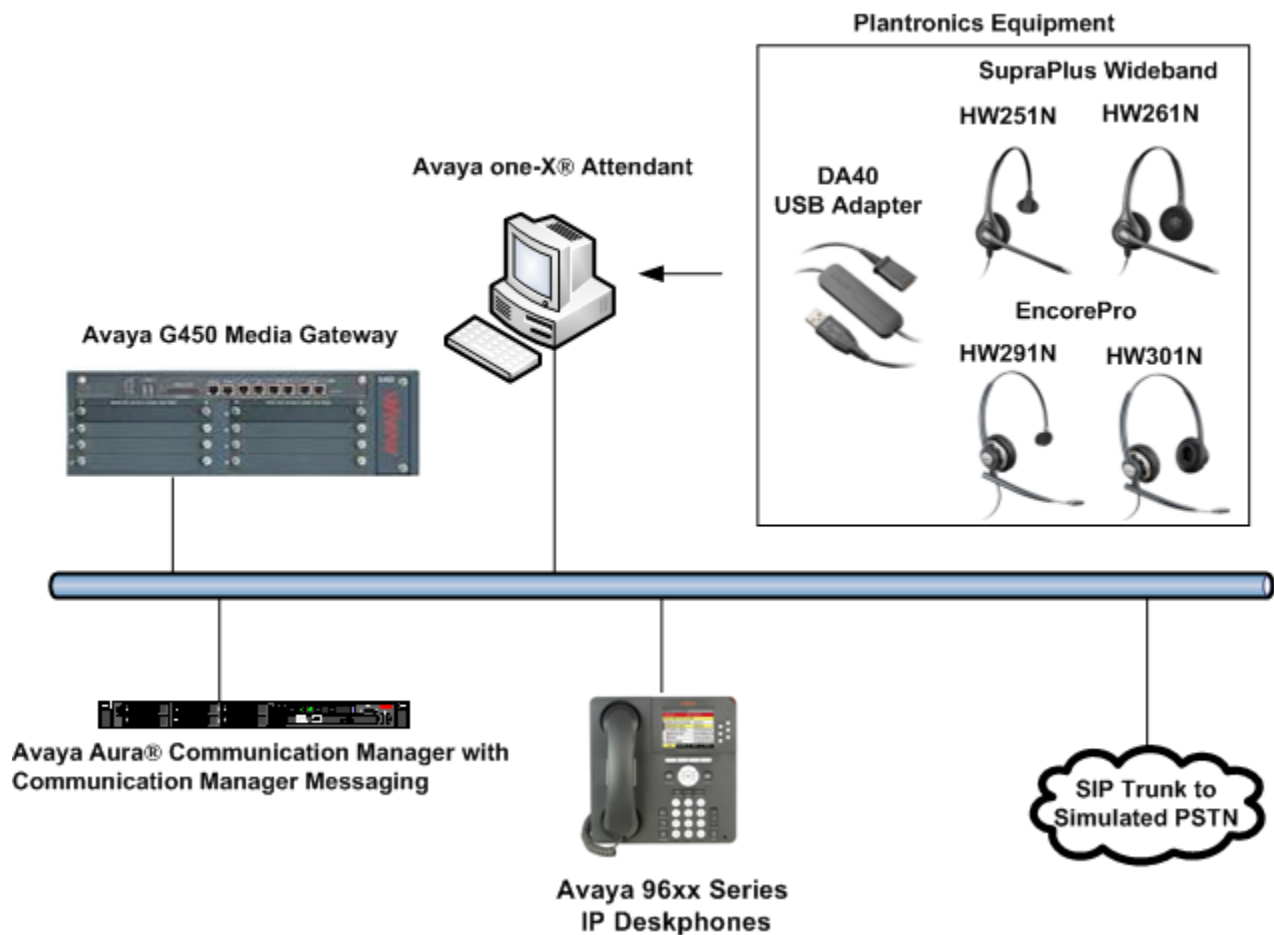 Plantronics Equipment
SupraPlus Wideband
HW251N
HW261N
Avaya one-X® Attendant
DA40
USB Adapter
EncorePro
HW291N
HW301N
Avaya G450 Media Gateway
Avaya Aura® Communication Manager with
Communication Manager Messaging
SIP Trunk to
Simulated PSTN
Avaya 96xx Series
IP Deskphones